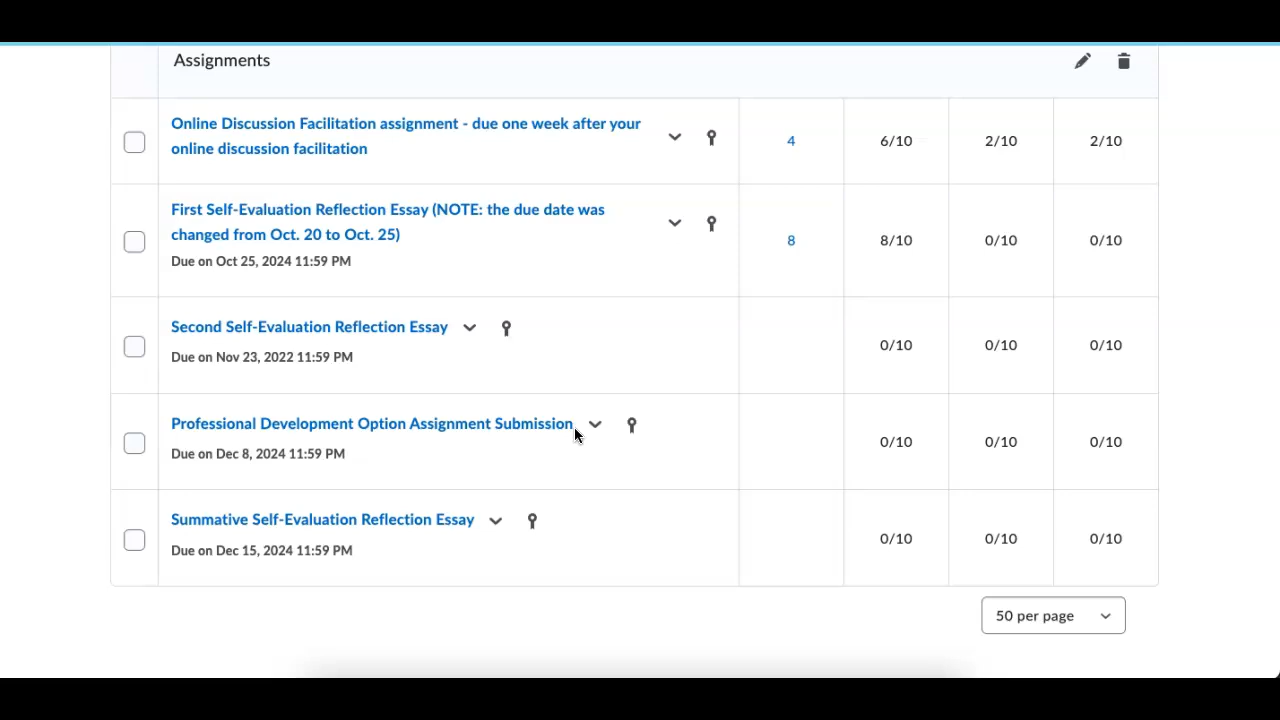 Assignments
Online Discussion Facilitation assignment - due one week after your
online discussion facilitation
4 6/10 2/10 2/10
First Self-Evaluation Reflection Essay (NOTE: the due date was
changed from Oct. 20 to Oct. 25)
Due on Oct 25, 2024 11:59 PM
8 8/10 0/10 0/10
Second Self-Evaluation Reflection Essay
Due on Nov 23, 2022 11:59 PM
0/10 0/10 0/10
Professional Development Option Assignment Submission
Due on Dec 8, 2024 11:59 PM
0/10 0/10 0/10
Summative Self-Evaluation Reflection Essay
Due on Dec 15, 2024 11:59 PM
0/10 0/10 0/10
50 per page